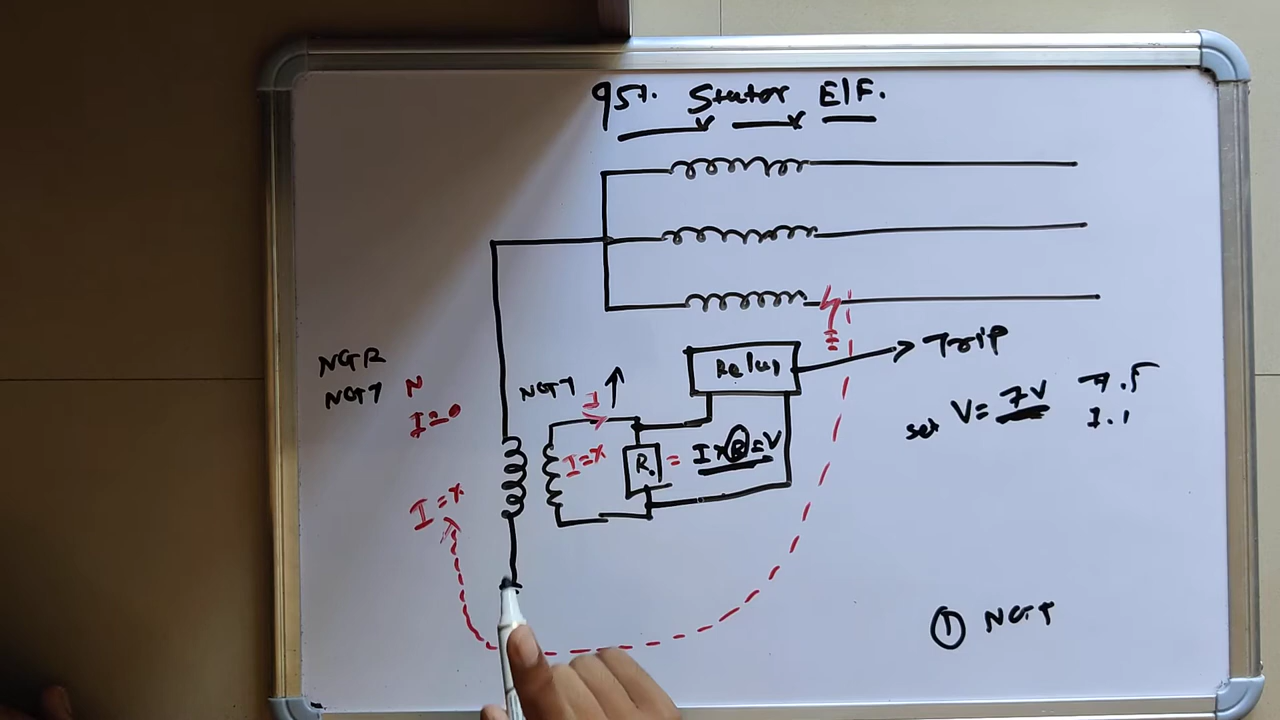 95%. Stator E/F.
NGR
NGT N
I=0
NGT
I
Relay
Trip
set V= 7V 7.5
1.1
I=x
R.
= I×R=V
I=x
① NGT